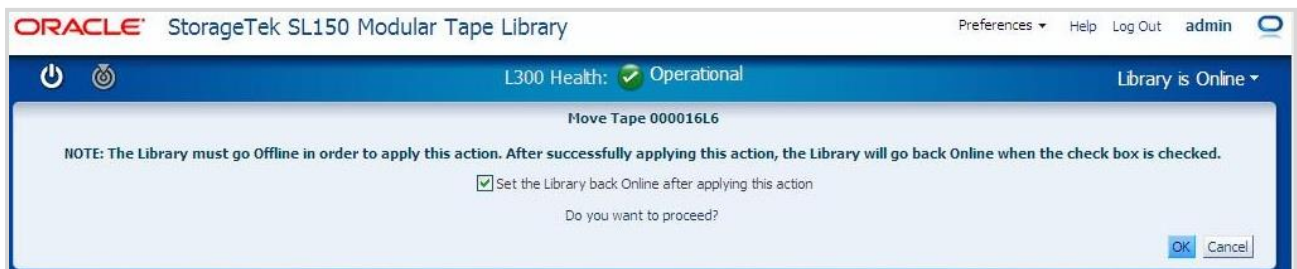 ORACLE® StorageTek SL150 Modular Tape Library Preferences Help Log Out admin
L300 Health: Operational Library is Online
Move Tape 000016L6
NOTE: The Library must go Offline in order to apply this action. After successfully applying this action, the Library will go back Online when the check box is checked.
Set the Library back Online after applying this action
Do you want to proceed?
OK Cancel